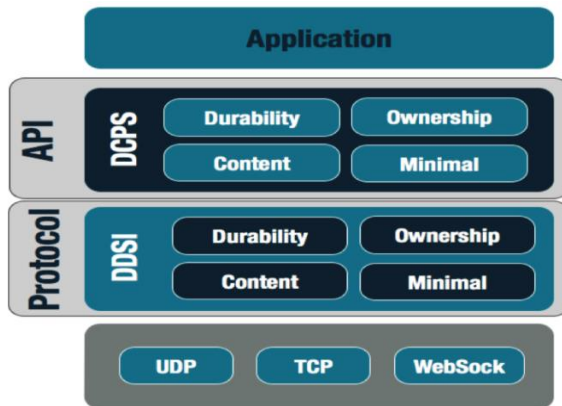 Application
API
DCPS
Durability
Ownership
Content
Minimal
Protocol
DDSI
Durability
Ownership
Content
Minimal
UDP
TCP
WebSock